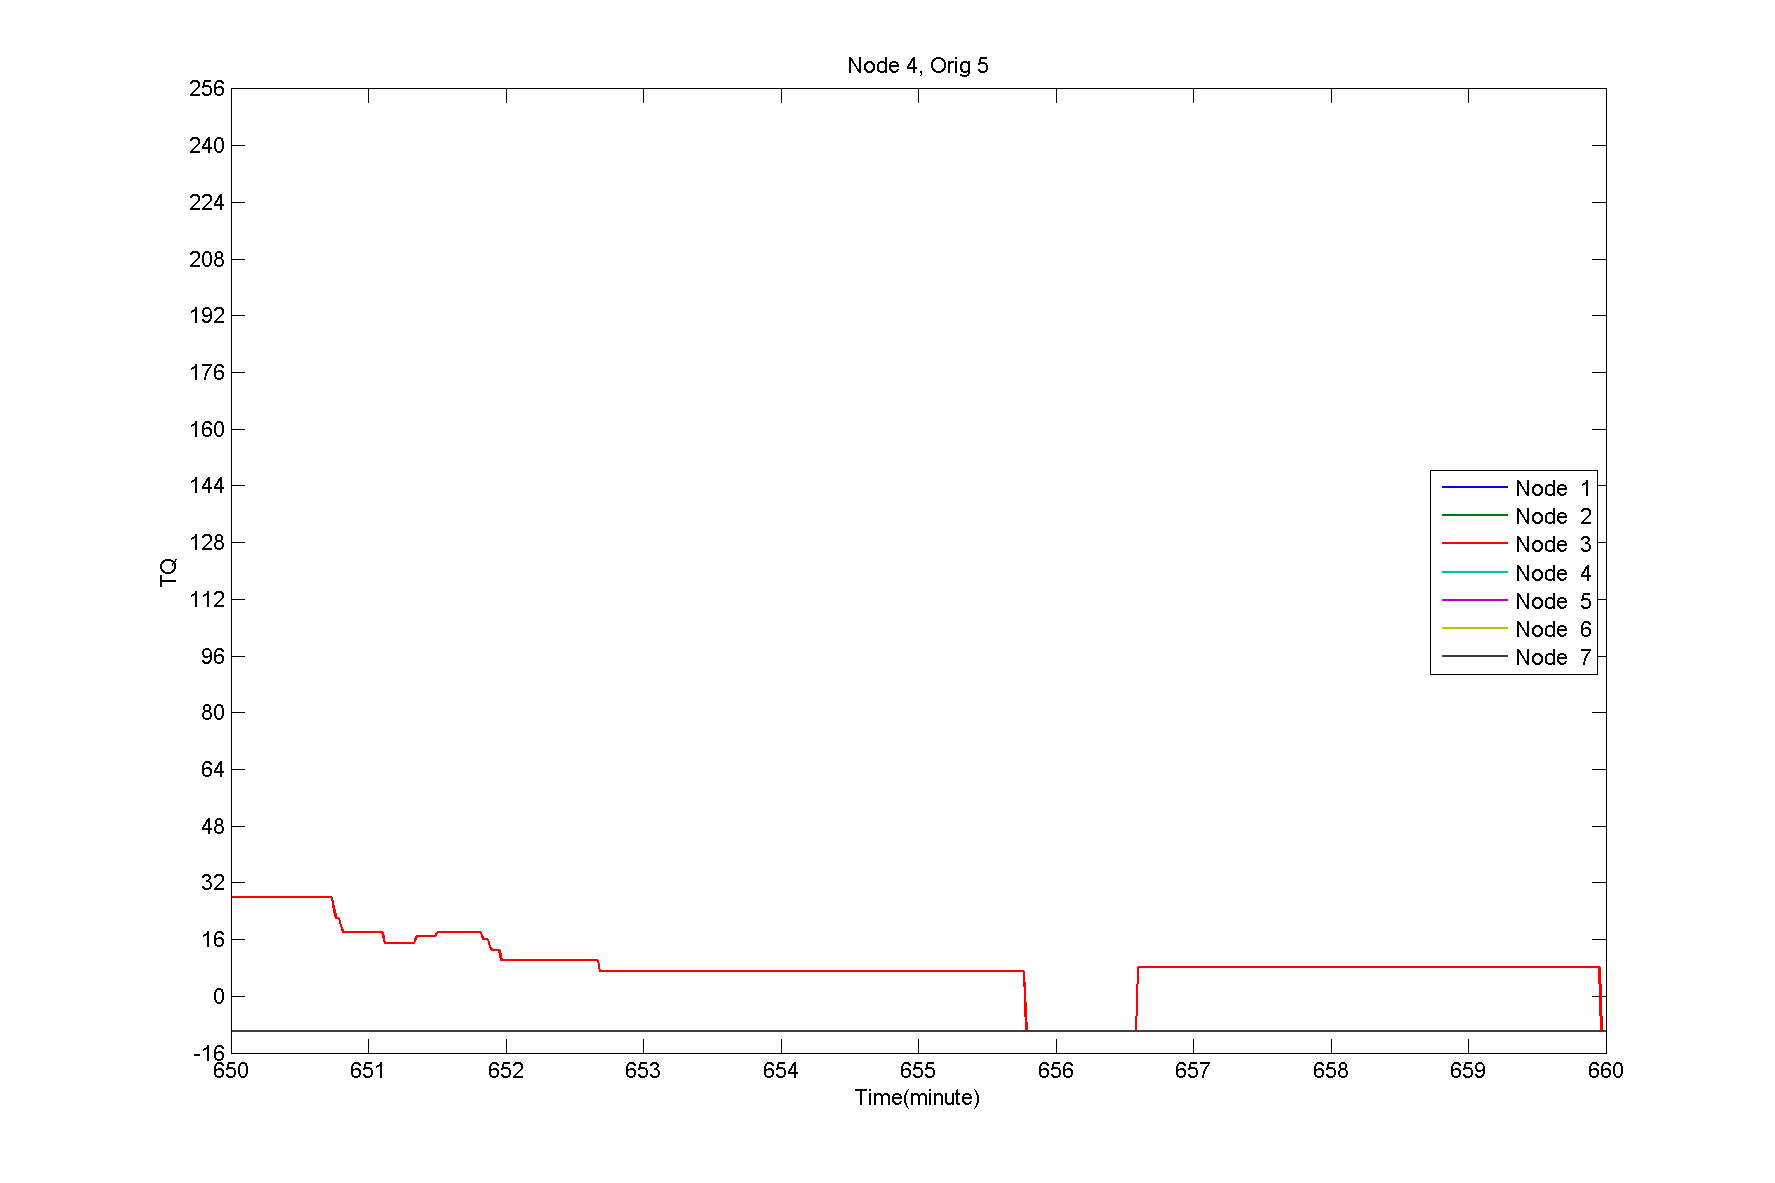 Node 4, Orig 5
256
240
224
208
192
176
160
144
128
112
96
80
64
48
32
16
0
-16
TQ
Node 1
Node 2
Node 3
Node 4
Node 5
Node 6
Node 7
650 651 652 653 654 655 656 657 658 659 660
Time(minute)